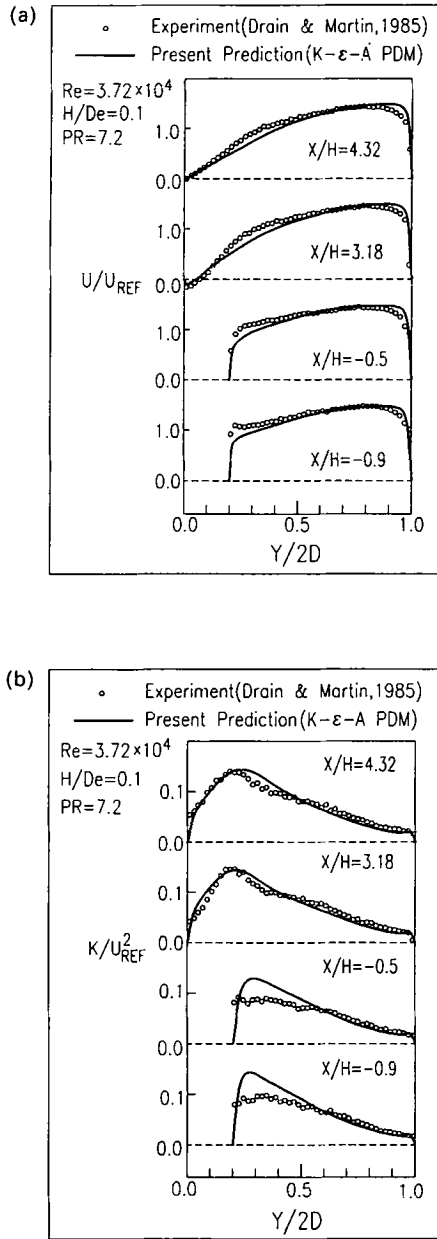 (a)
Experiment(Drain & Martin,1985)
Present Prediction(K-ε-A PDM)
Re=3.72×10⁴
H/De=0.1
PR=7.2
1.0
X/H=4.32
0.0
1.0
X/H=3.18
U/U_REF
0.0
1.0
X/H=-0.5
0.0
1.0
X/H=-0.9
0.0
0.0 0.5 1.0
Y/2D
(b)
Experiment(Drain & Martin,1985)
Present Prediction(K-ε-A PDM)
Re=3.72×10⁴
H/De=0.1
PR=7.2
X/H=4.32
0.1
0.0
X/H=3.18
0.1
K/U²_REF
0.0
X/H=-0.5
0.1
0.0
X/H=-0.9
0.1
0.0
0.0 0.5 1.0
Y/2D